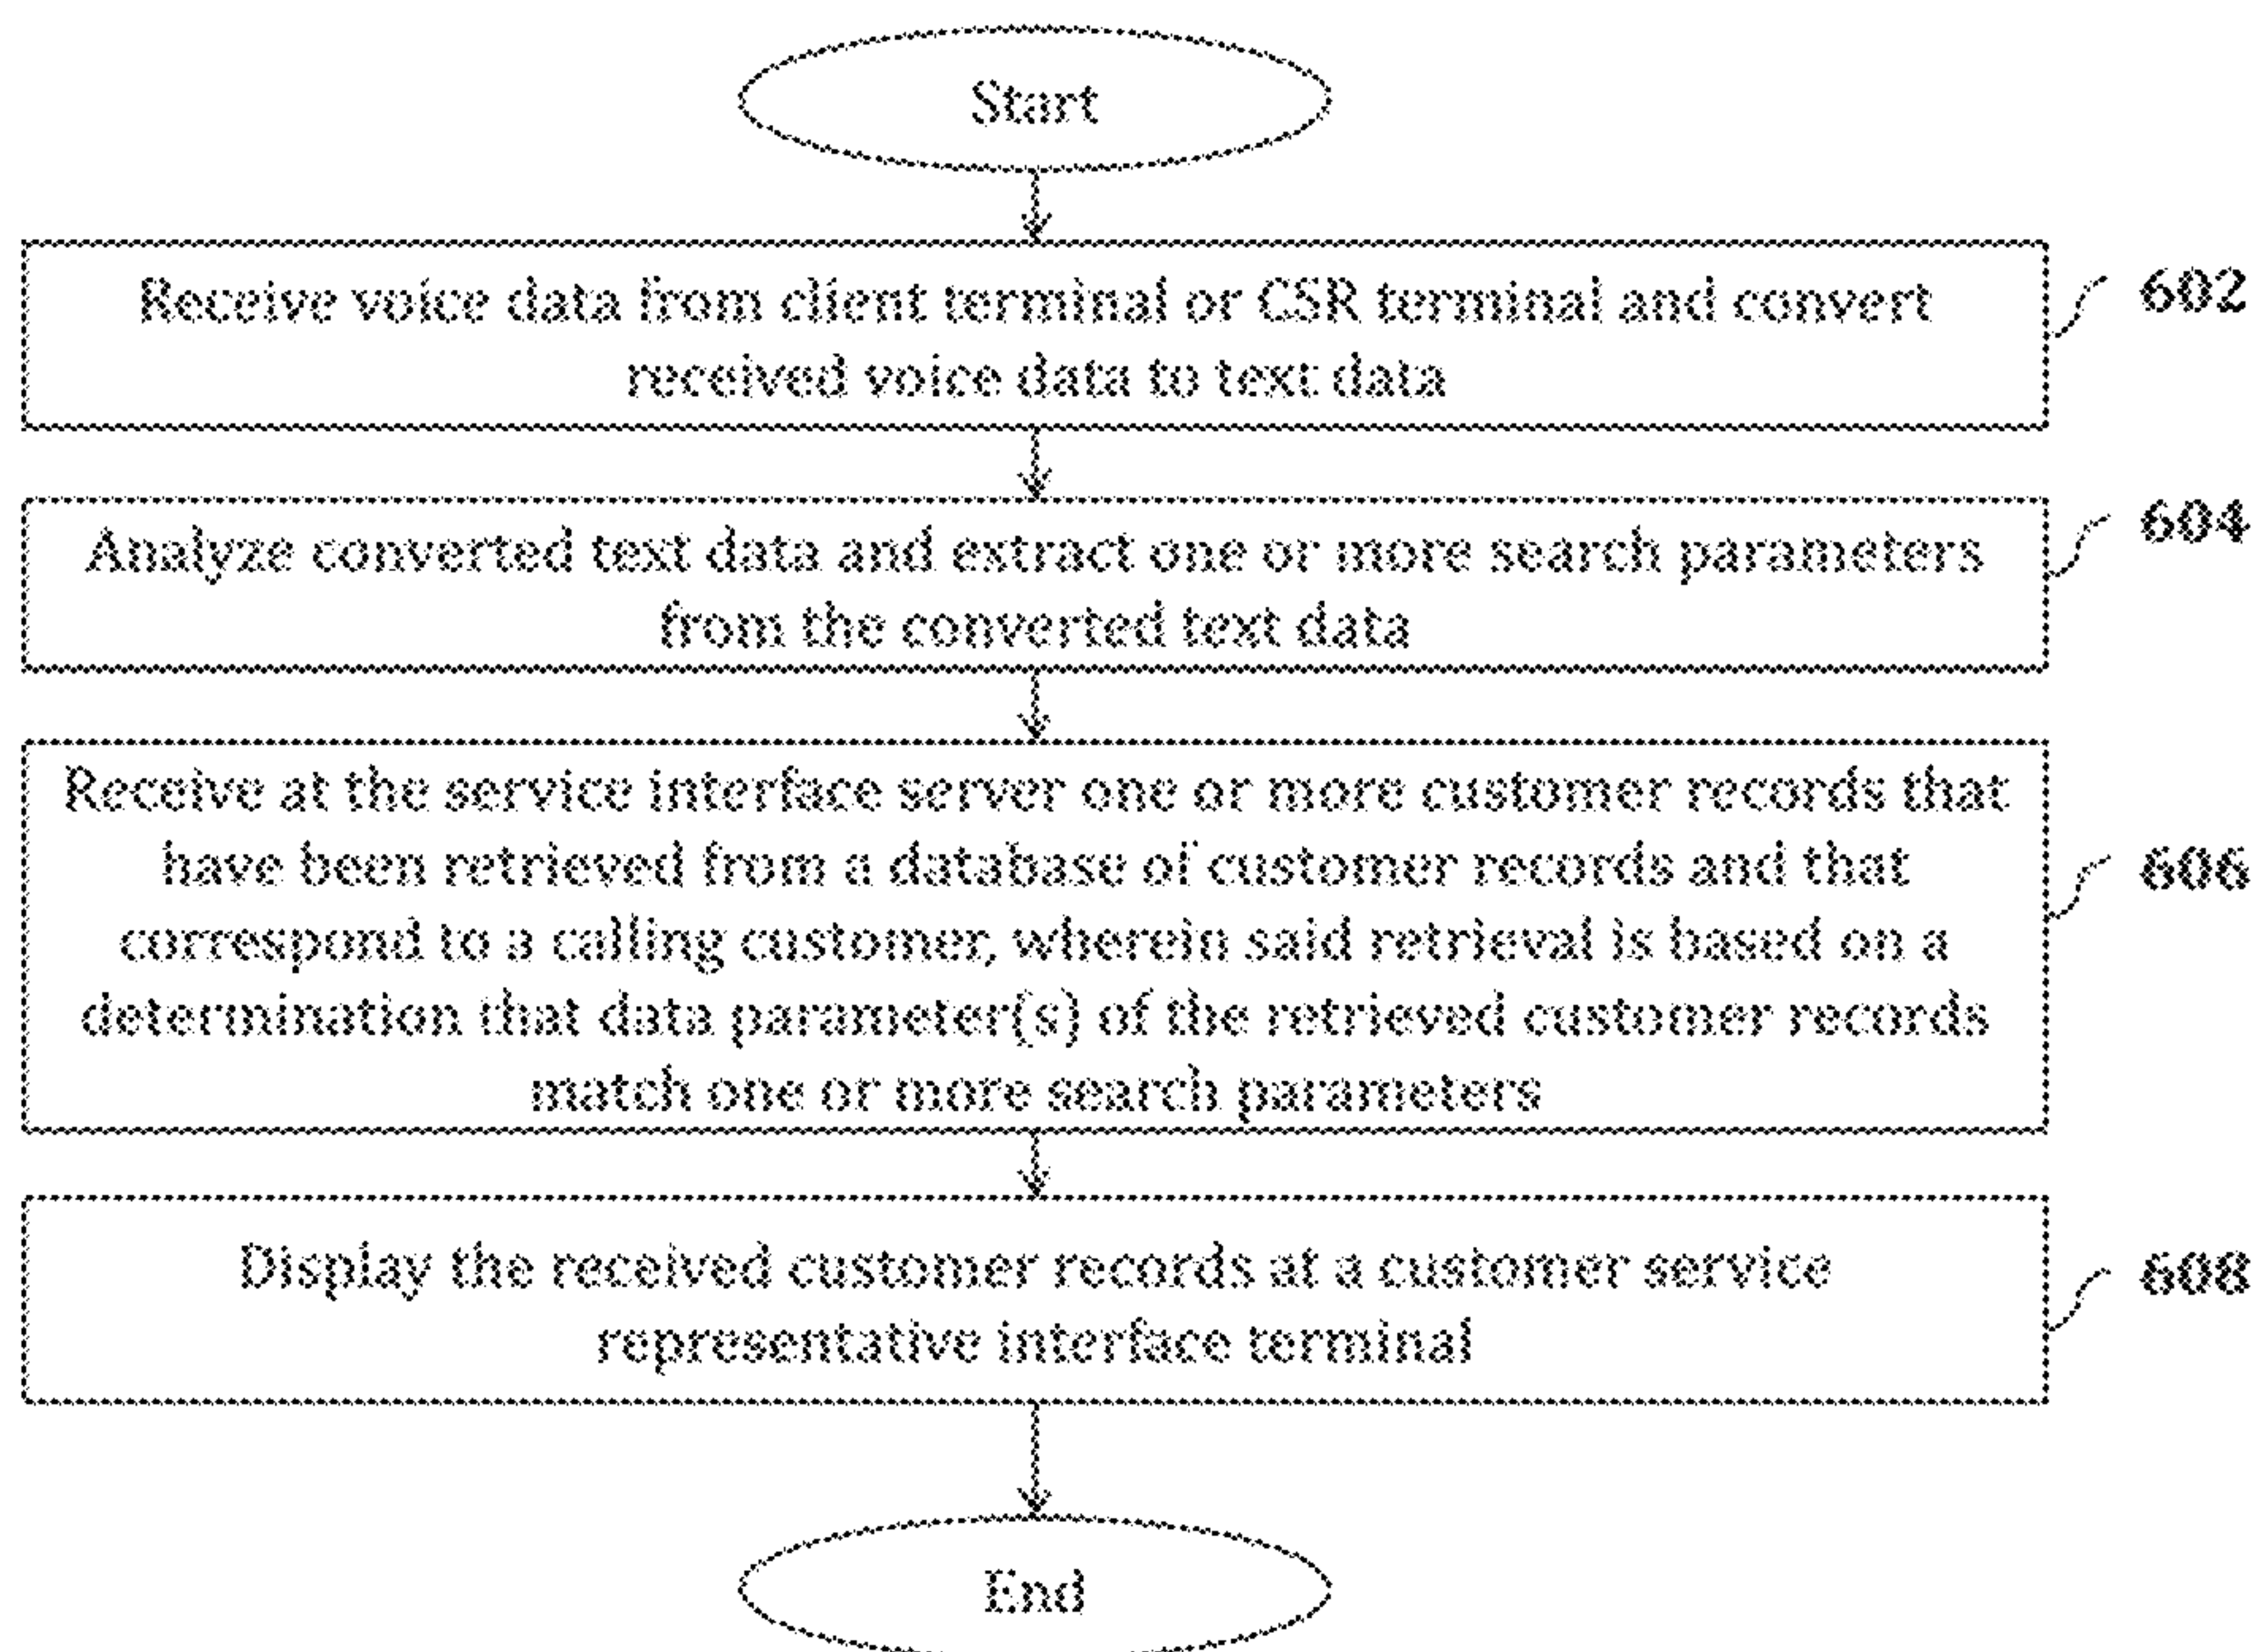 Start
Receive voice data from client terminal or CSR terminal and convert
received voice data to text data
602
Analyze converted text data and extract one or more search parameters
from the converted text data
604
Receive at the service interface server one or more customer records that
have been retrieved from a database of customer records and that
correspond to a calling customer, wherein said retrieval is based on a
determination that data parameter(s) of the retrieved customer records
match one or more search parameters
606
Display the received customer records at a customer service
representative interface terminal
608
End